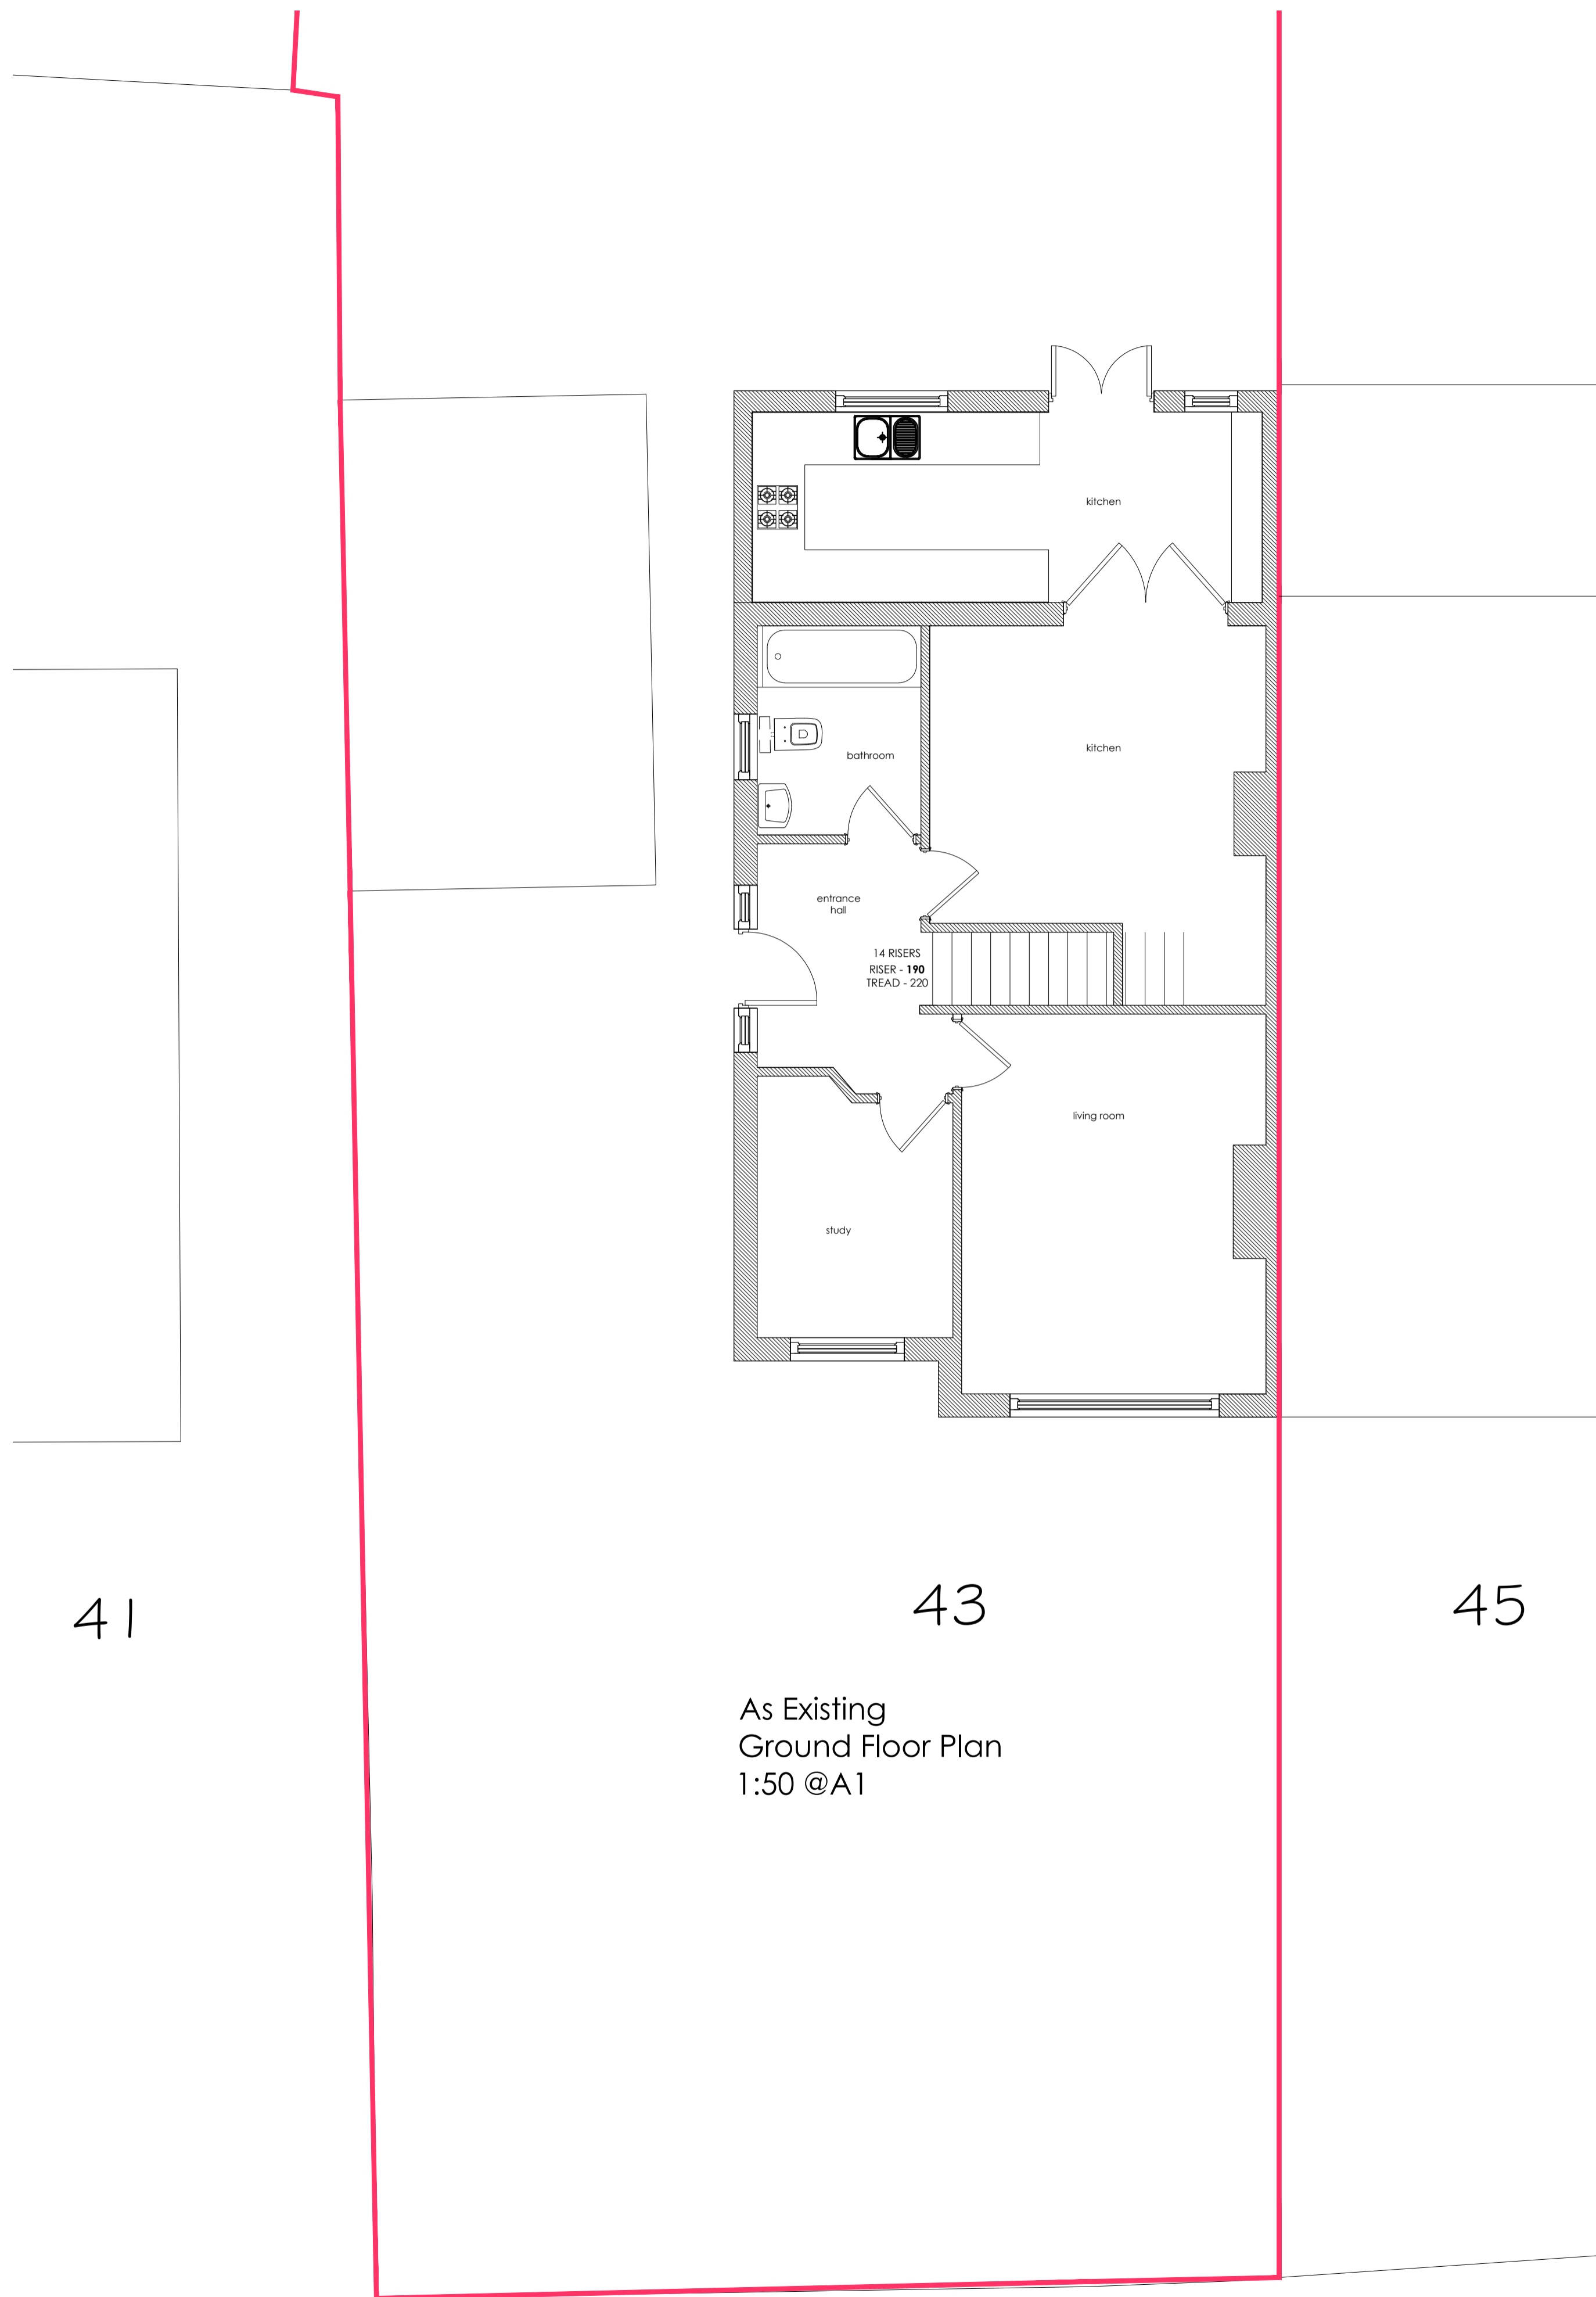 kitchen
kitchen
bathroom
entrance
hall
14 RISERS
RISER - 190
TREAD - 220
living room
study
41
43
45
As Existing
Ground Floor Plan
1:50 @A1